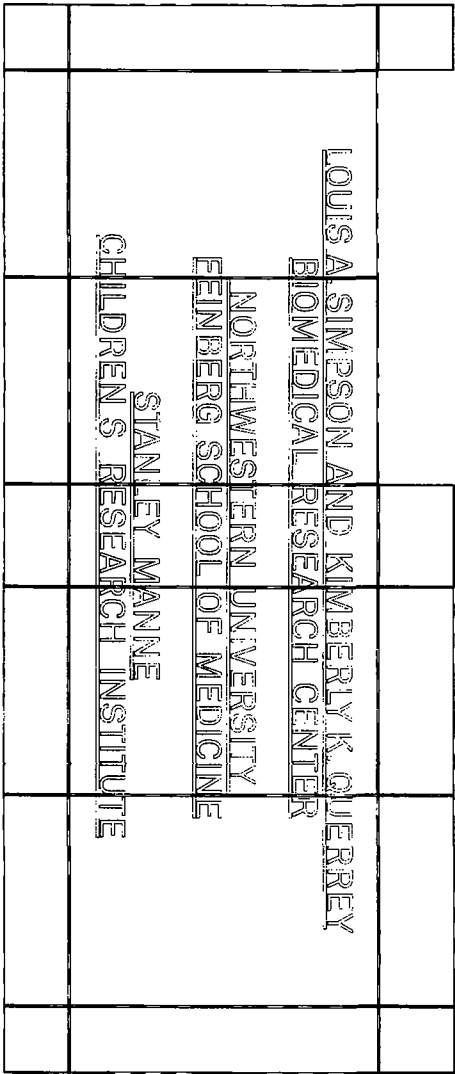 LOUIS A. SIMPSON AND KIMBERLY K. QUERREY
BIOMEDICAL RESEARCH CENTER
NORTHWESTERN UNIVERSITY
FEINBERG SCHOOL OF MEDICINE
STANLEY MANNE
CHILDREN S RESEARCH INSTITUTE